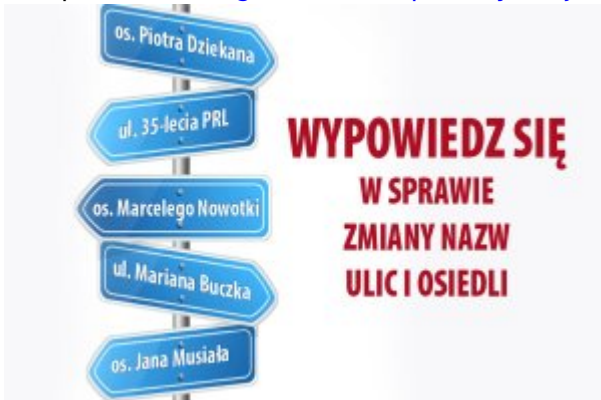 os. Piotra Dziekana
ul. 35-lecia PRL
os. Marcelego Nowotki
ul. Mariana Buczka
os. Jana Musiała
WYPOWIEDZ SIĘ
W SPRAWIE
ZMIANY NAZW
ULIC I OSIEDLI